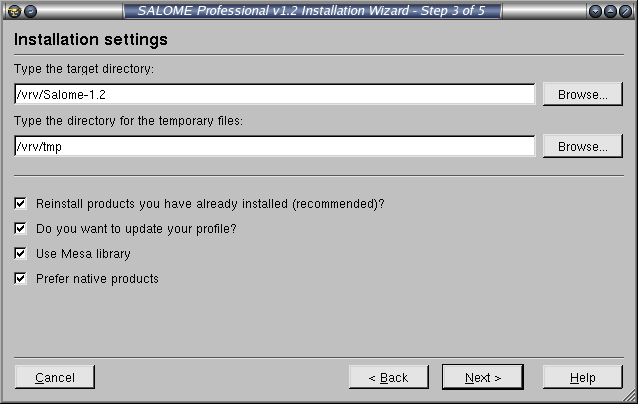 SALOME Professional v1.2 Installation Wizard - Step 3 of 5
Installation settings
Type the target directory:
/vrv/Salome-1.2
Browse...
Type the directory for the temporary files:
/vrv/tmp
Browse...
Reinstall products you have already installed (recommended)?
Do you want to update your profile?
Use Mesa library
Prefer native products
Cancel
< Back
Next >
Help